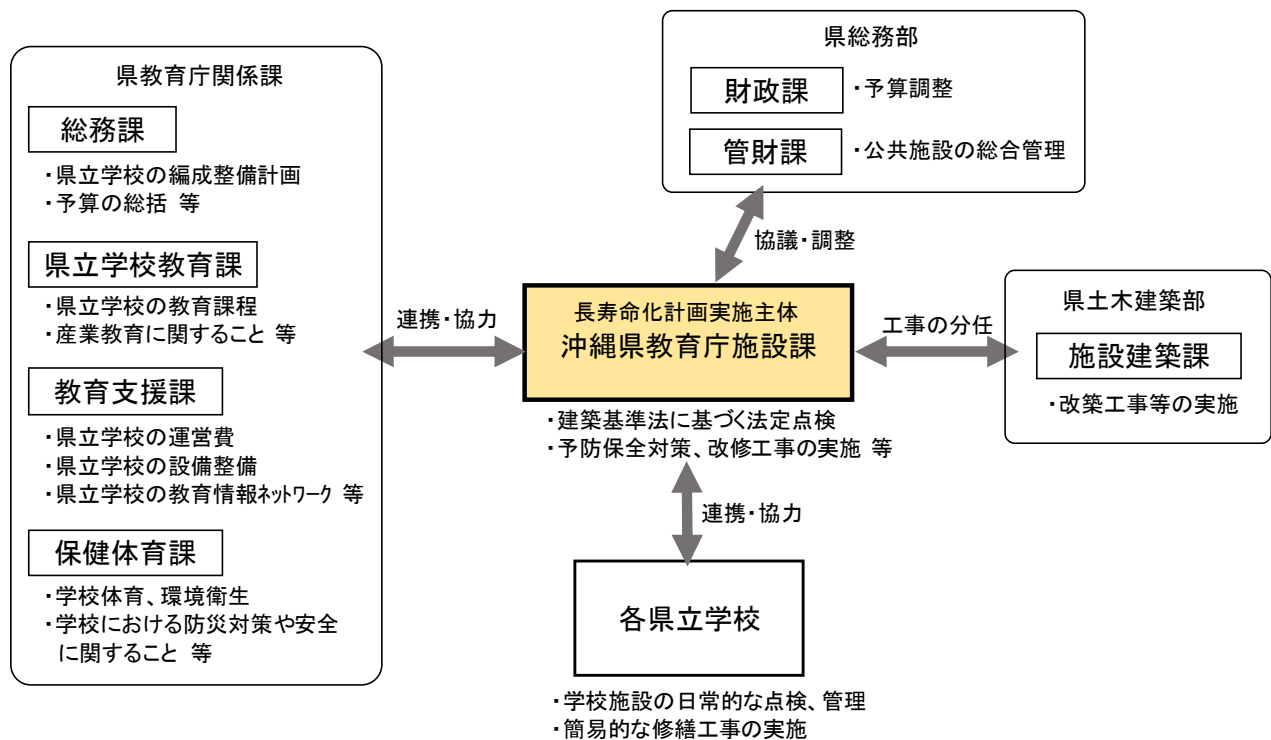 県教育庁関係課
総務課
・県立学校の編成整備計画
・予算の総括 等
県立学校教育課
・県立学校の教育課程
・産業教育に関すること 等
教育支援課
・県立学校の運営費
・県立学校の設備整備
・県立学校の教育情報ネットワーク 等
保健体育課
・学校体育、環境衛生
・学校における防災対策や安全
に関すること 等
連携・協力
県総務部
財政課
・予算調整
管財課
・公共施設の総合管理
協議・調整
長寿命化計画実施主体
沖縄県教育庁施設課
・建築基準法に基づく法定点検
・予防保全対策、改修工事の実施 等
工事の分任
県土木建築部
施設建築課
・改築工事等の実施
連携・協力
各県立学校
・学校施設の日常的な点検、管理
・簡易的な修繕工事の実施